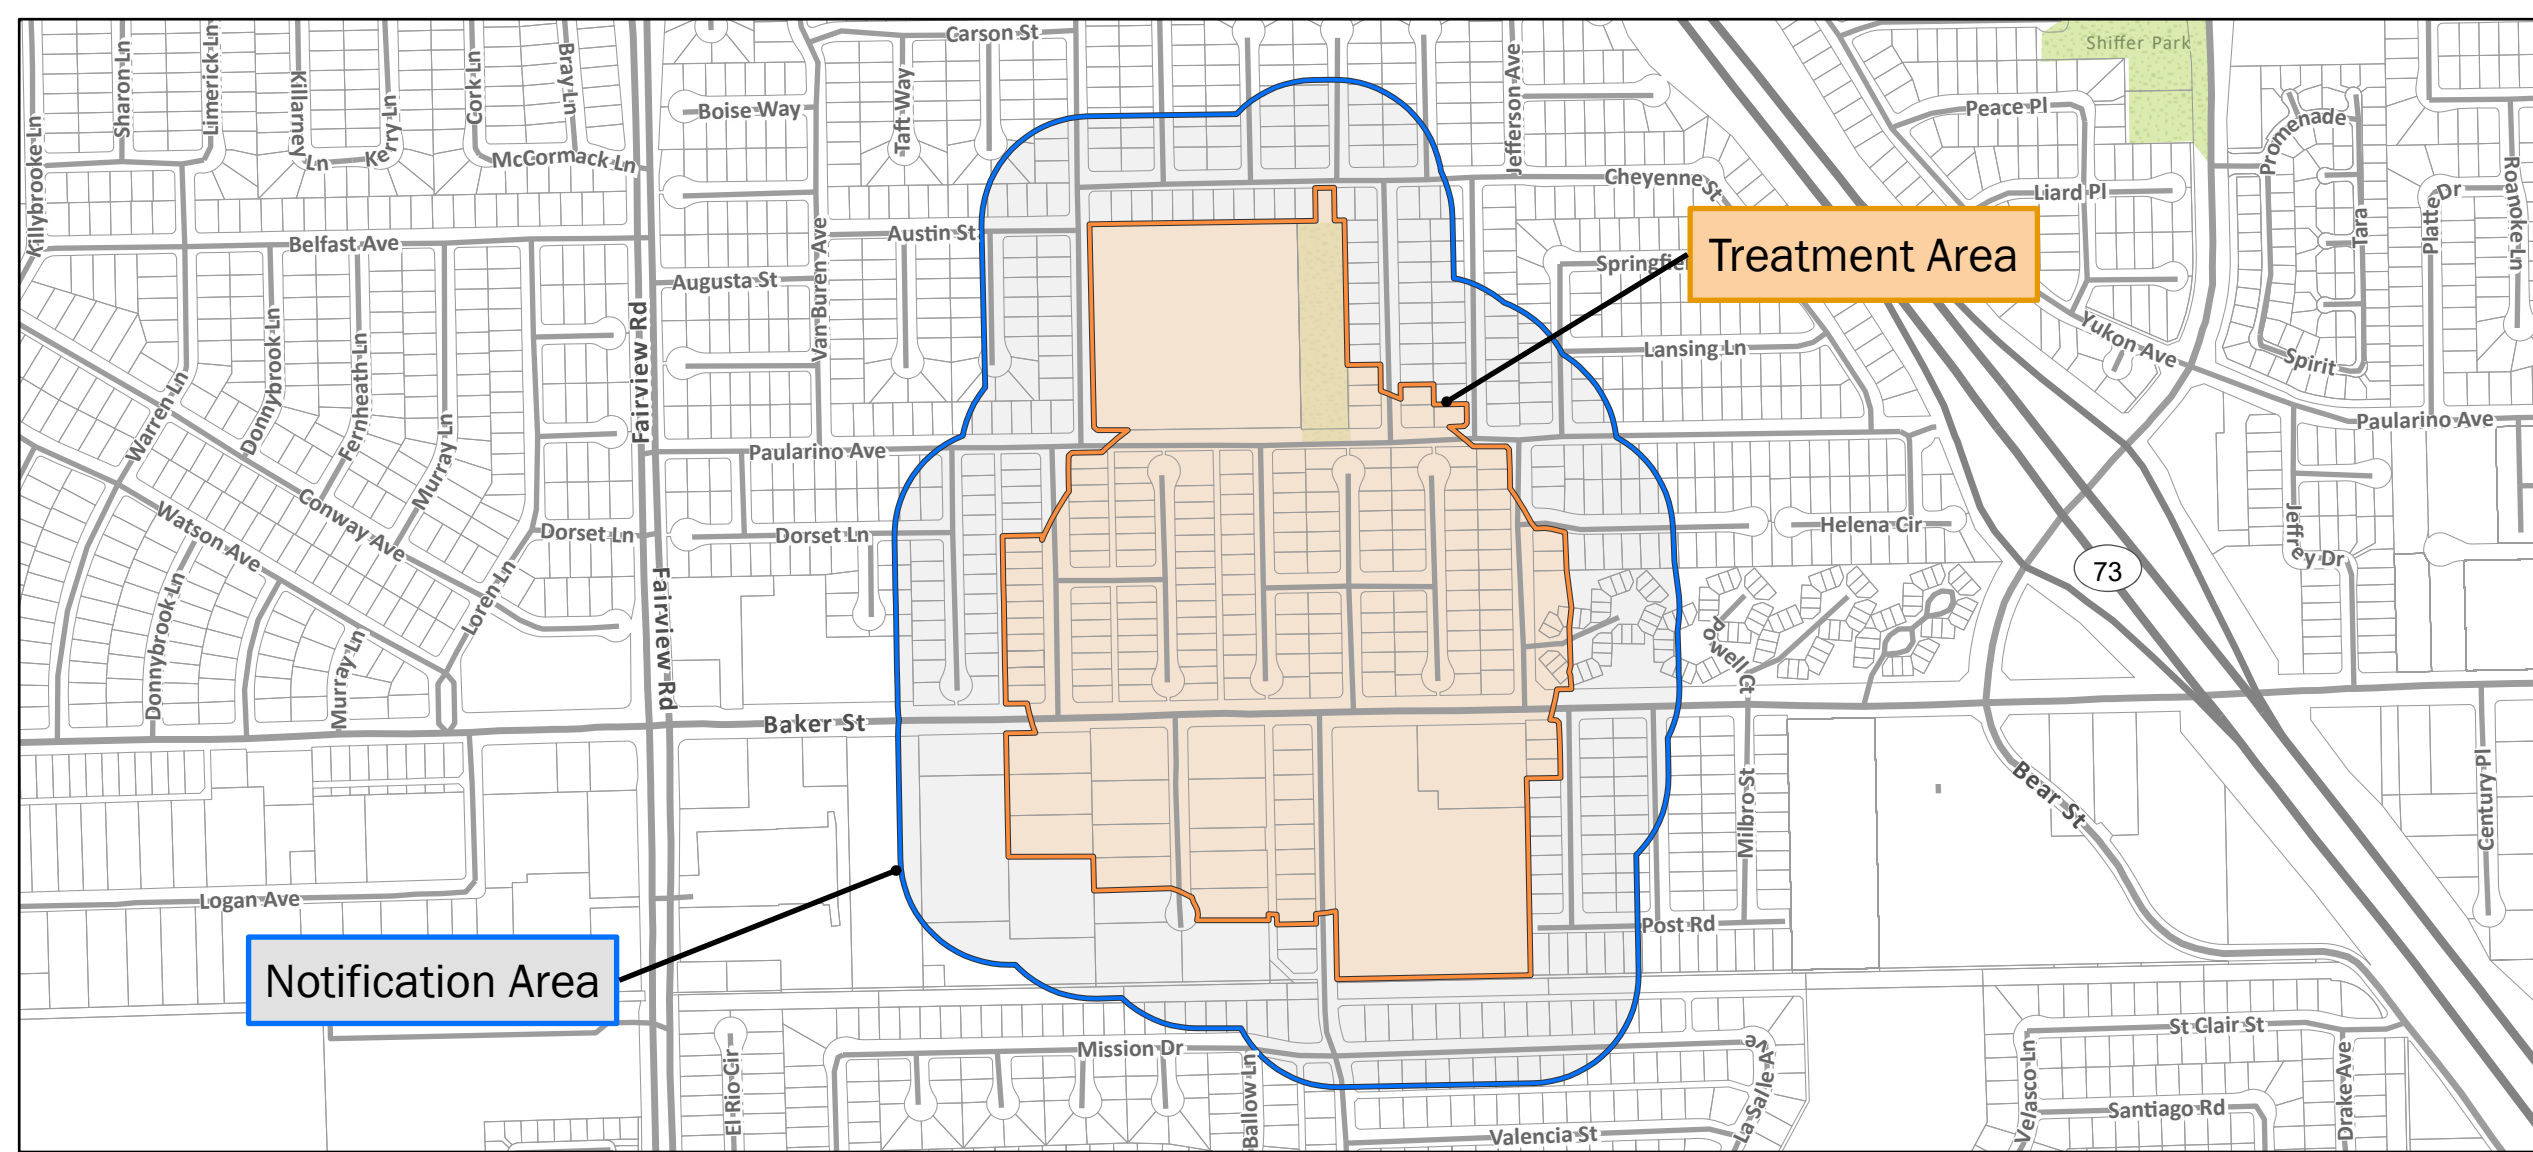 Carson St
Shiffer Park
Sharon Ln
Limerick Ln
Killarney
Ln
Kerry Ln
Cork Ln
Bray Ln
McCormack Ln
Boise Way
Taft Way
Jefferson Ave
Peace Pl
Promenade
Killybrooke Ln
Cheyenne St
Liard Pl
Platte Dr
Roanoke Ln
Tara
Belfast Ave
Austin St
Augusta St
Van Buren Ave
Treatment Area
Fairview Rd
Lansing Ln
Yukon Ave
Spirit
Warren Ln
Donnybrook Ln
Fernheath Ln
Murray Ln
Paularino Ave
Paularino Ave
Conway Ave
Watson Ave
Dorset Ln
Dorset Ln
Helena Cir
Jeffrey Dr
73
Donnybrook Ln
Murray Ln
Loren Ln
Fairview Rd
Powell Ct
Baker St
Milbro St
Bear St
Century Pl
Logan Ave
Post Rd
Notification Area
El Rio Cir
Mission Dr
Ballow Ln
La Salle Ave
St Clair St
Velasco Ln
Drake Ave
Santiago Rd
Valencia St